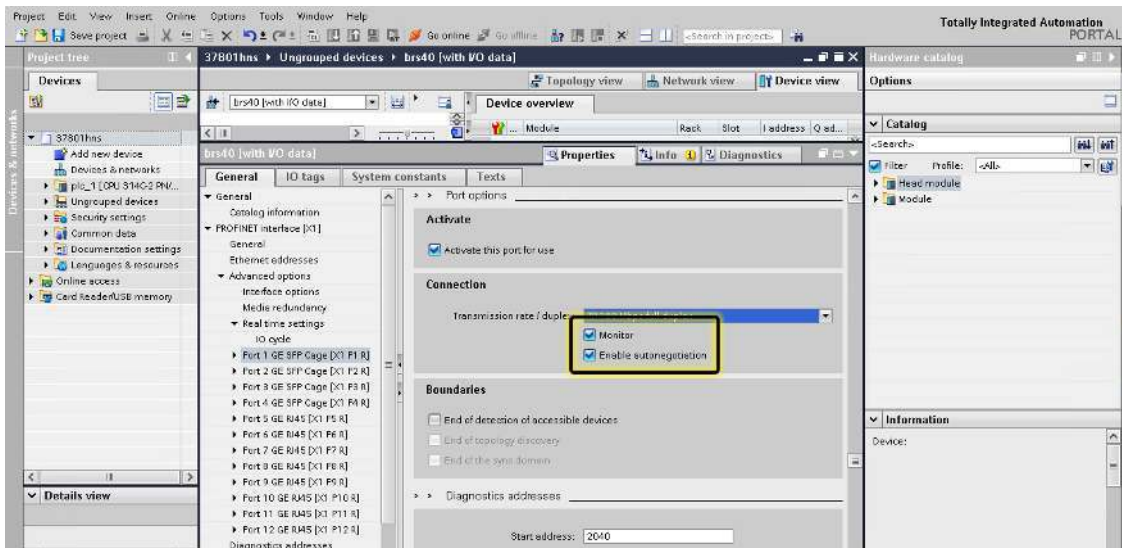 Project Edit View Insert Online Options Tools Window Help
Totally Integrated Automation
PORTAL
Save project
Go online
Go offline
<Search in project>
Project tree
37801hns ▸ Ungrouped devices ▸ brs40 [with I/O data]
Hardware catalog
Devices
Topology view
Network view
Device view
Options
brs40 [with I/O data]
Device overview
... Module Rack Slot I address Q ad...
Devices & networks
37801hns
Add new device
Devices & networks
plc_1 [CPU 314C-2 PN/...
Ungrouped devices
Security settings
Common data
Documentation settings
Languages & resources
Online access
Card Reader/USB memory
Details view
brs40 [with I/O data]
Properties
Info
Diagnostics
General
IO tags
System constants
Texts
General
Catalog information
PROFINET interface [X1]
General
Ethernet addresses
Advanced options
Interface options
Media redundancy
Real time settings
IO cycle
Port 1 GE SFP Cage [X1 P1 R]
Port 2 GE SFP Cage [X1 P2 R]
Port 3 GE SFP Cage [X1 P3 R]
Port 4 GE SFP Cage [X1 P4 R]
Port 5 GE RJ45 [X1 P5 R]
Port 6 GE RJ45 [X1 P6 R]
Port 7 GE RJ45 [X1 P7 R]
Port 8 GE RJ45 [X1 P8 R]
Port 9 GE RJ45 [X1 P9 R]
Port 10 GE RJ45 [X1 P10 R]
Port 11 GE RJ45 [X1 P11 R]
Port 12 GE RJ45 [X1 P12 R]
Diagnostics addresses
> > Port options
Activate
Activate this port for use
Connection
Transmission rate / duplex:
Monitor
Enable autonegotiation
Boundaries
End of detection of accessible devices
End of topology discovery
End of the sync domain
> > Diagnostics addresses
Start address: 2040
Catalog
<Search>
Filter Profile: <All>
Head module
Module
Information
Device: